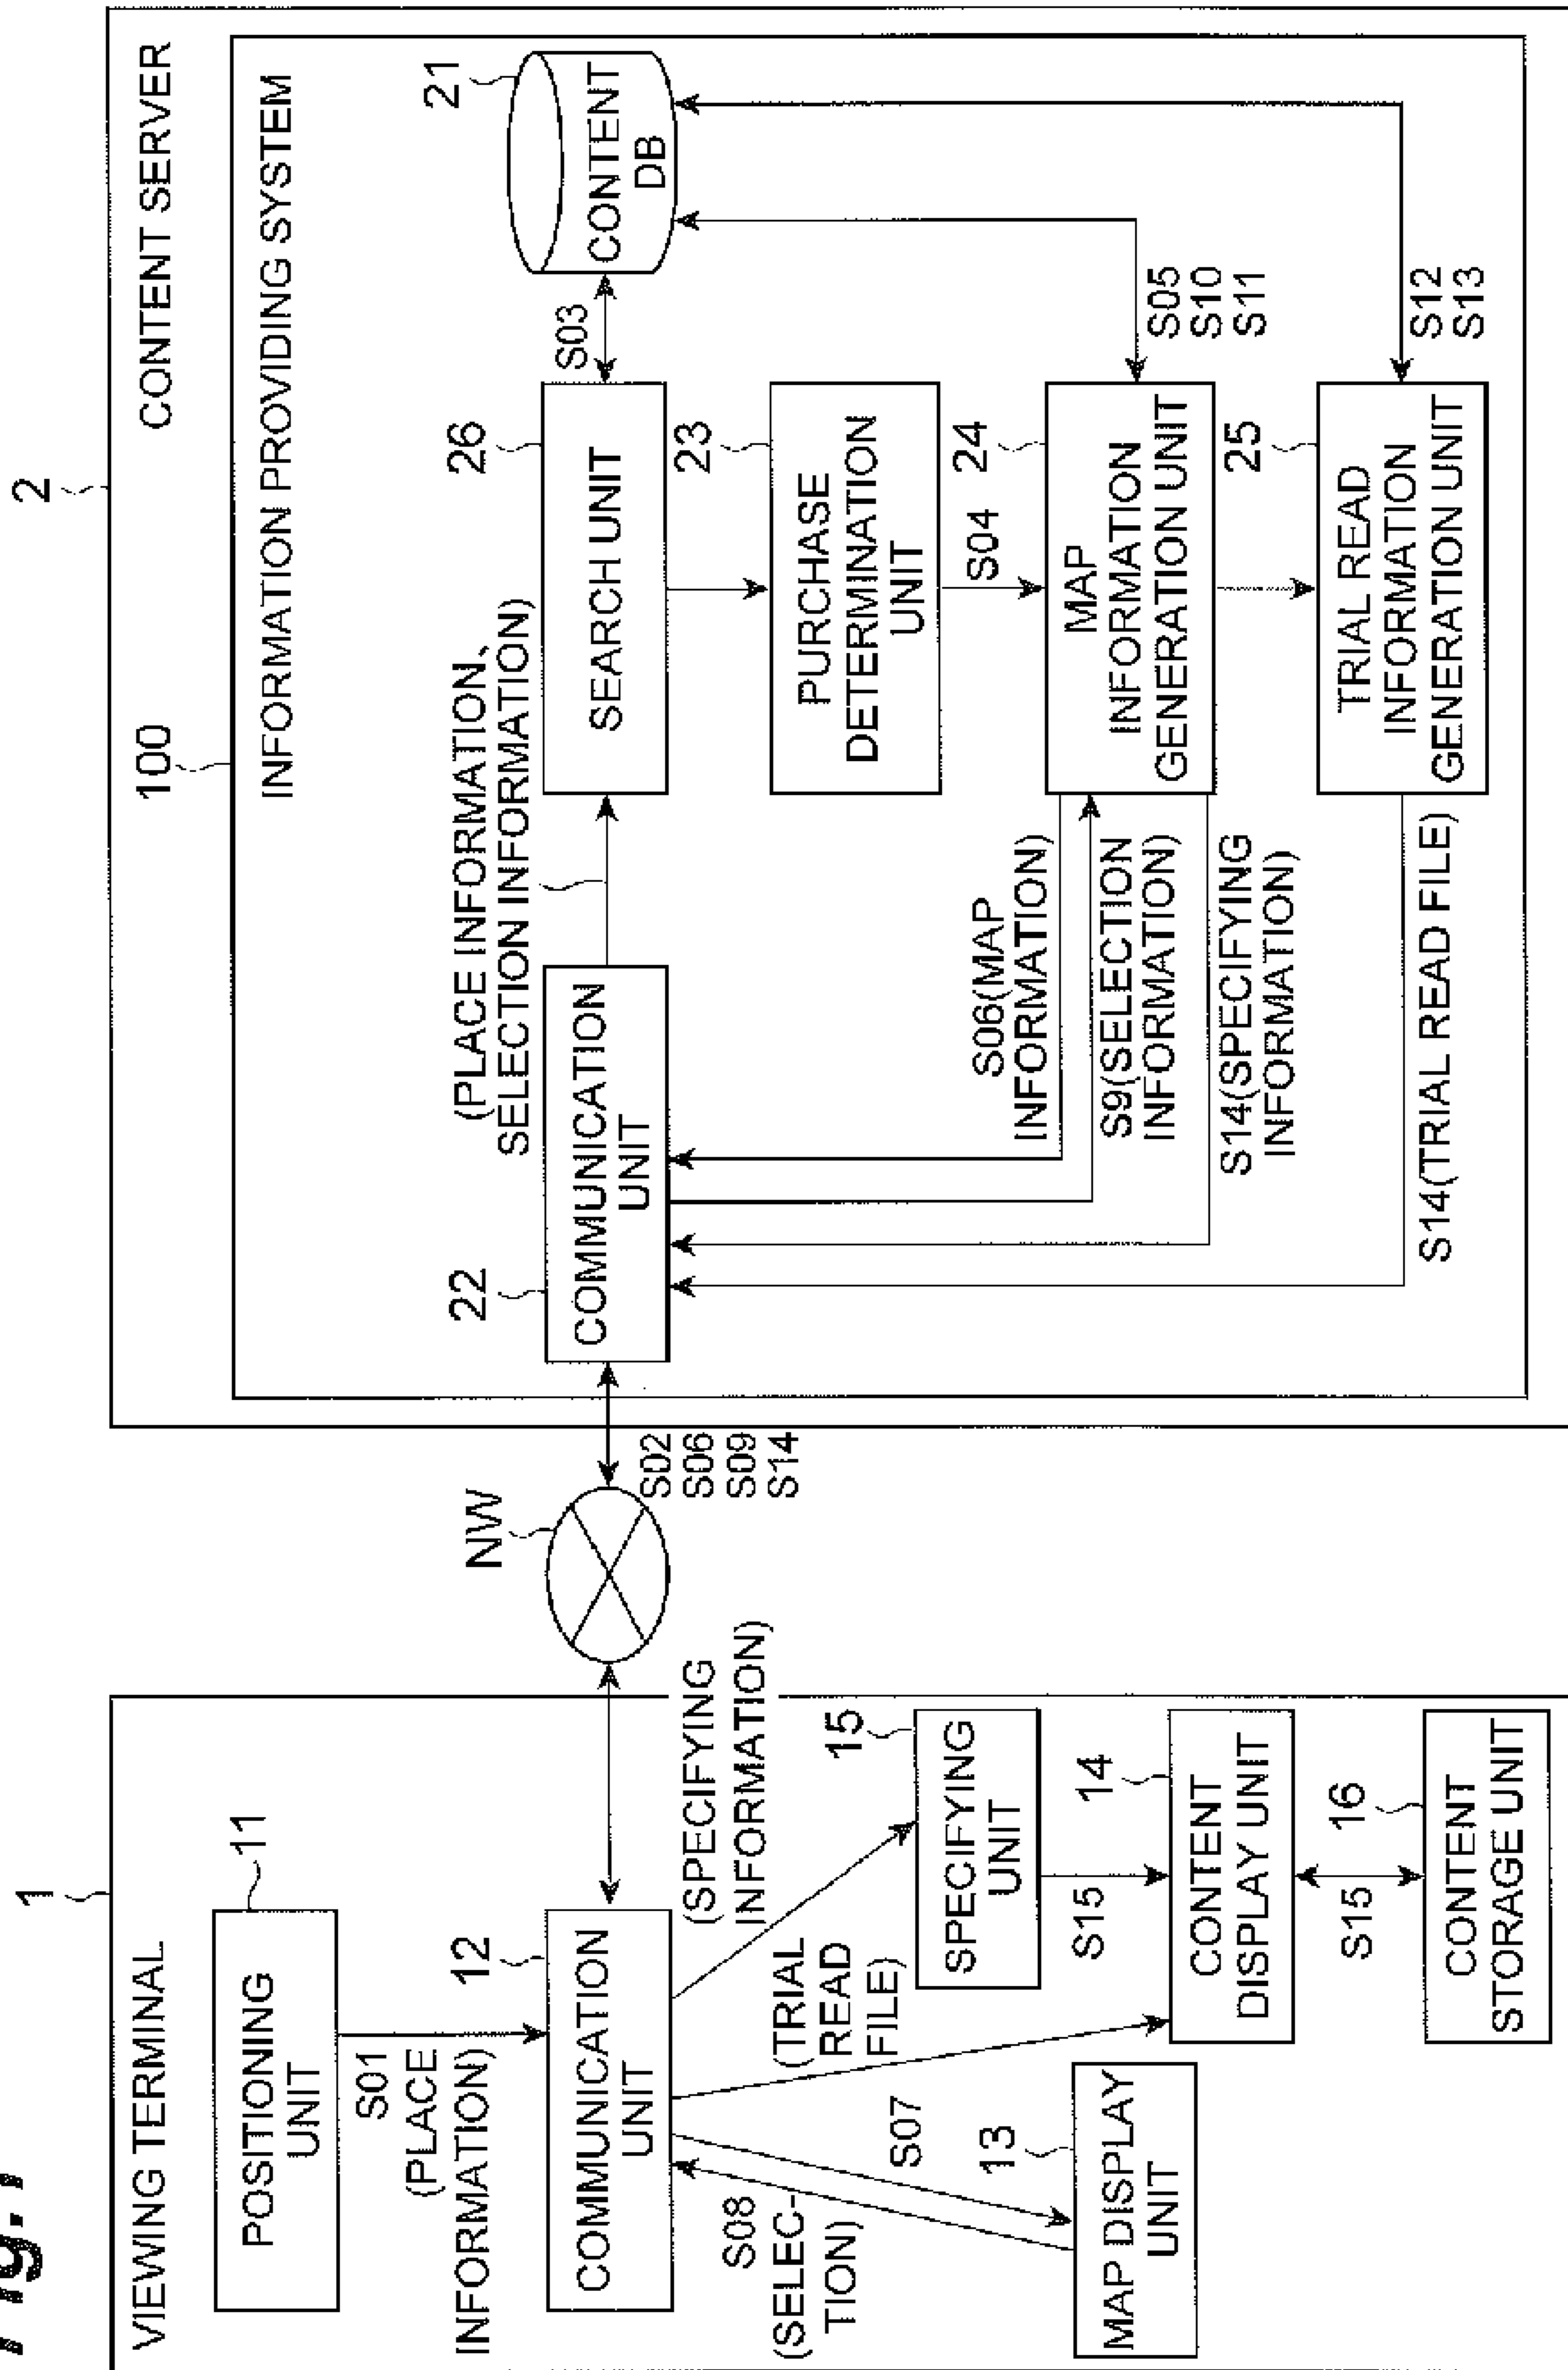 Fig.1
1
VIEWING TERMINAL
11
POSITIONING
UNIT
S01
(PLACE
INFORMATION)
12
COMMUNICATION
UNIT
(SPECIFYING
INFORMATION)
S08
(SELEC-
TION)
S07
13
MAP DISPLAY
UNIT
(TRIAL
READ
FILE)
15
SPECIFYING
UNIT
S15
14
CONTENT
DISPLAY UNIT
S15
16
CONTENT
STORAGE UNIT
NW
S02
S06
S09
S14
2
CONTENT SERVER
100
INFORMATION PROVIDING SYSTEM
22
COMMUNICATION
UNIT
(PLACE INFORMATION、
SELECTION INFORMATION)
26
SEARCH UNIT
S03
21
CONTENT
DB
23
PURCHASE
DETERMINATION
UNIT
S04
24
MAP
INFORMATION
GENERATION UNIT
S05
S10
S11
S06(MAP
INFORMATION)
S9(SELECTION
INFORMATION)
S14(SPECIFYING
INFORMATION)
25
TRIAL READ
INFORMATION
GENERATION UNIT
S12
S13
S14(TRIAL READ FILE)